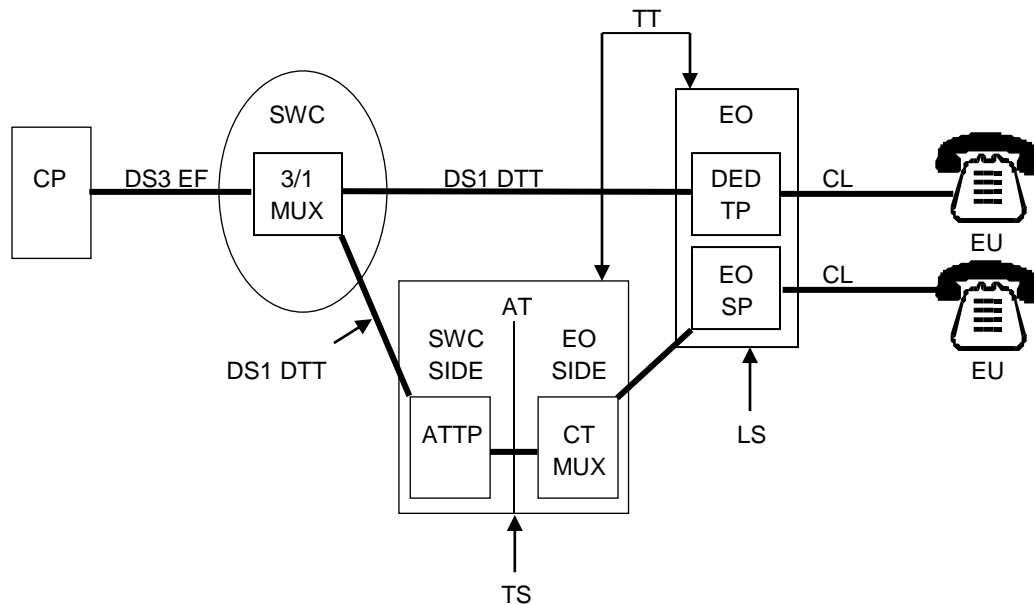 TT
SWC
EO
CP
DS3 EF
3/1
MUX
DS1 DTT
DED
TP
CL
EU
EO
SP
CL
EU
AT
SWC
SIDE
EO
SIDE
DS1 DTT
ATTP
CT
MUX
LS
TS